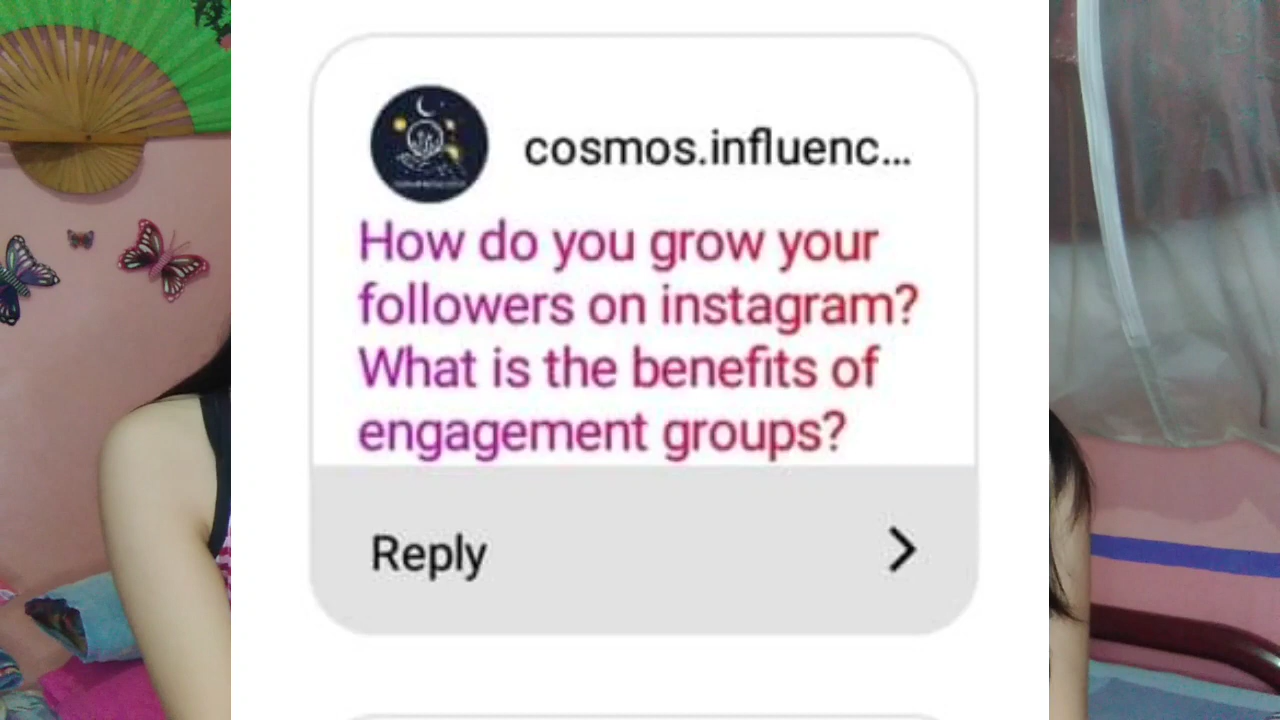 cosmos.influenc...
How do you grow your
followers on instagram?
What is the benefits of
engagement groups?
Reply